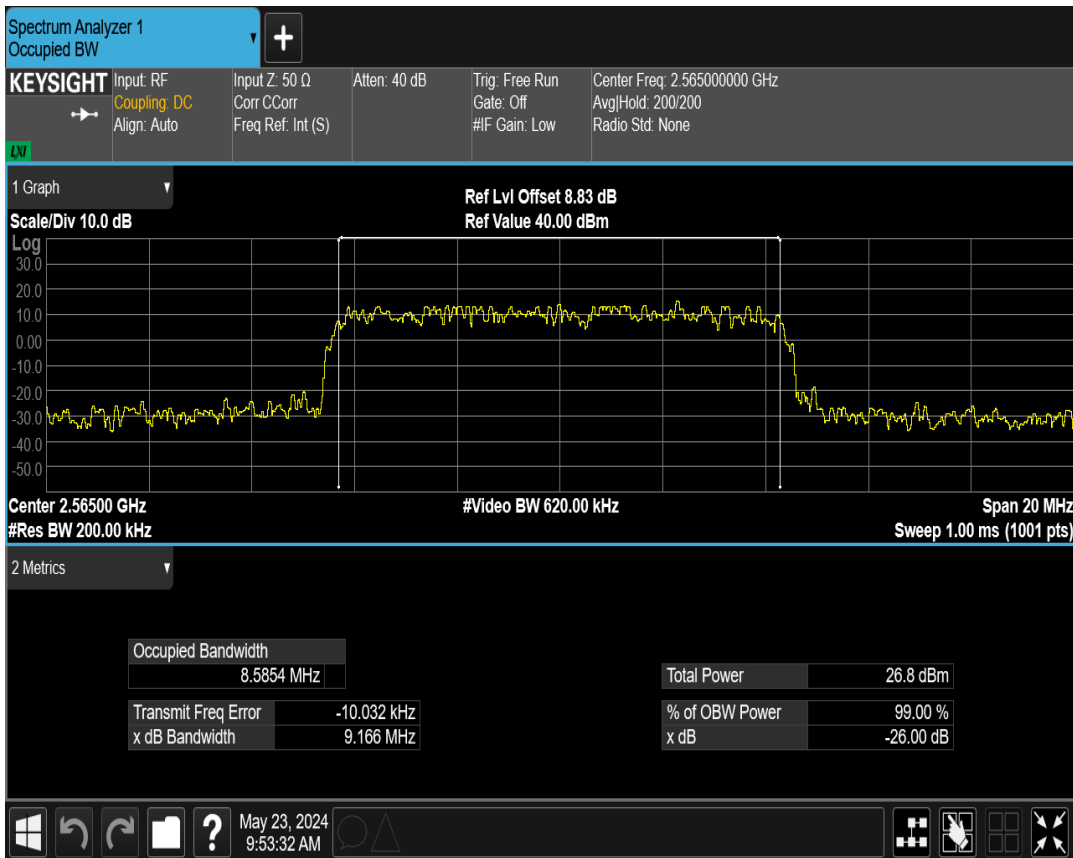 Spectrum Analyzer 1
Occupied BW
KEYSIGHT
LXI
Input: RF
Coupling: DC
Align: Auto
Input Z: 50 Ω
Corr CCorr
Freq Ref: Int (S)
Atten: 40 dB
Trig: Free Run
Gate: Off
#IF Gain: Low
Center Freq: 2.565000000 GHz
Avg|Hold: 200/200
Radio Std: None
1 Graph
Scale/Div 10.0 dB
Ref Lvl Offset 8.83 dB
Ref Value 40.00 dBm
Log
30.0
20.0
10.0
0.00
-10.0
-20.0
-30.0
-40.0
-50.0
Center 2.56500 GHz
#Video BW 620.00 kHz
Span 20 MHz
#Res BW 200.00 kHz
Sweep 1.00 ms (1001 pts)
2 Metrics
Occupied Bandwidth
8.5854 MHz
Total Power 26.8 dBm
Transmit Freq Error -10.032 kHz
% of OBW Power 99.00 %
x dB Bandwidth 9.166 MHz
x dB -26.00 dB
?
May 23, 2024
9:53:32 AM